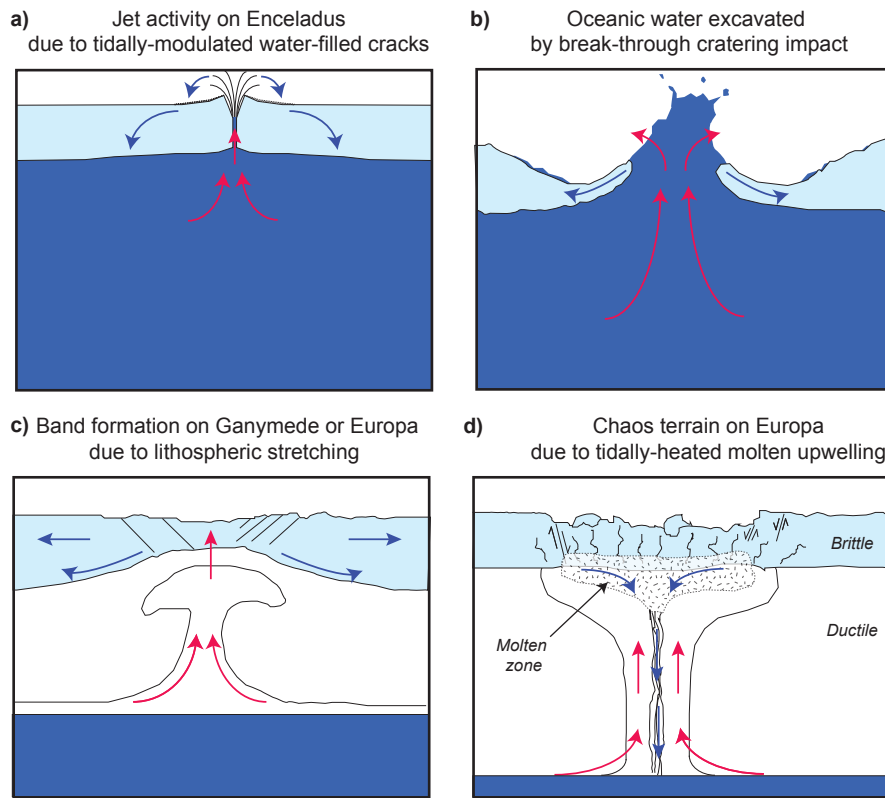 a) Jet activity on Enceladus
due to tidally-modulated water-filled cracks
b) Oceanic water excavated
by break-through cratering impact
c) Band formation on Ganymede or Europa
due to lithospheric stretching
d) Chaos terrain on Europa
due to tidally-heated molten upwelling
Brittle
Ductile
Molten
zone